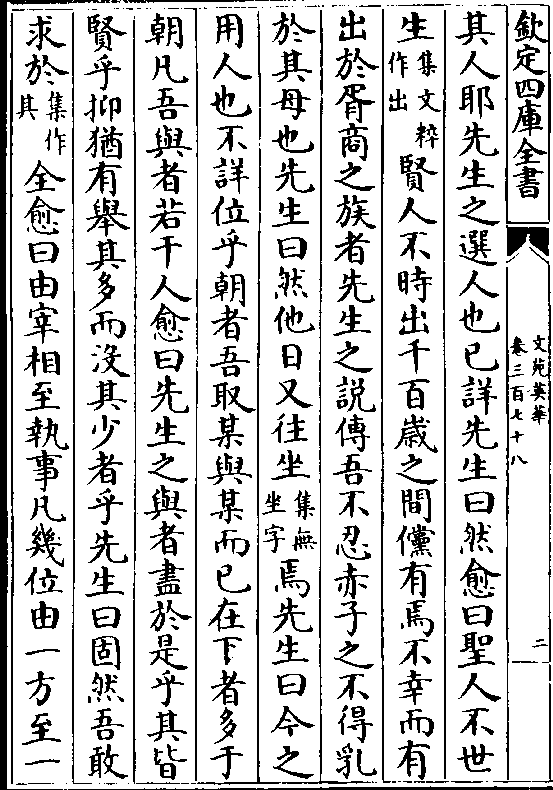 欽定四庫全書
文苑英華
卷三百七十八
二
其人耶先生之選人也已詳先生曰然愈曰聖人不世
生集文粹作出賢人不時出千百歲之間儻有焉不幸而有
出於胥商之族者先生之説傳吾不忍赤子之不得乳
於其母也先生曰然他日又往坐集無坐字焉先生曰今之
用人也不詳位乎朝者吾取某與某而已在下者多于
朝凡吾與者若干人愈曰先生之與者盡於是乎其皆
賢乎抑猶有舉其多而沒其少者乎先生曰固然吾敢
求於集作其全愈曰由宰相至執事凡幾位由一方至一